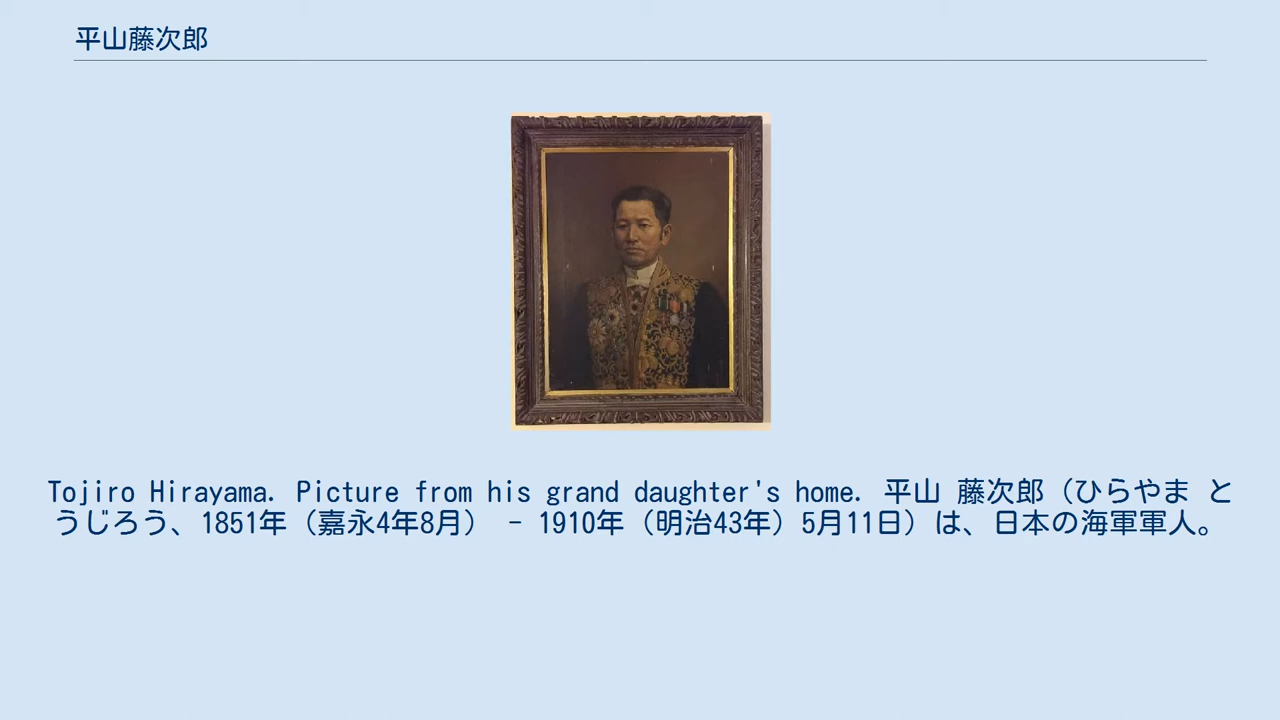 平山藤次郎
Tojiro Hirayama. Picture from his grand daughter's home. 平山 藤次郎（ひらやま と
うじろう、1851年（嘉永4年8月） - 1910年（明治43年）5月11日）は、日本の海軍軍人。